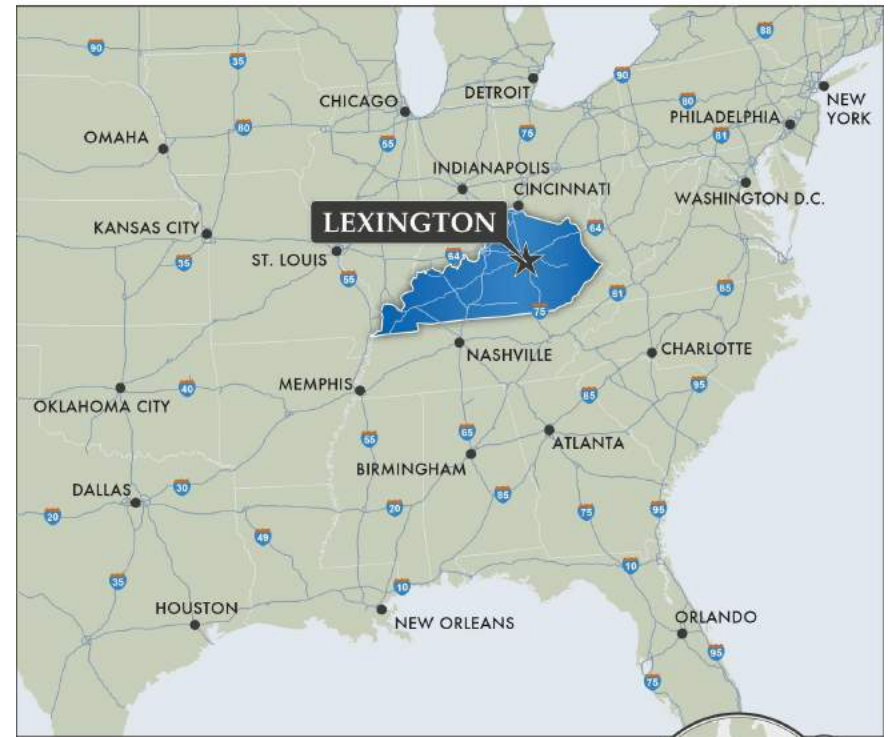 90
35
88
90
DETROIT
CHICAGO
80
NEW
YORK
PHILADELPHIA
OMAHA
80
55
75
81
INDIANAPOLIS
CINCINNATI
WASHINGTON D.C.
LEXINGTON
KANSAS CITY
64
ST. LOUIS
64
35
55
81
85
75
NASHVILLE
CHARLOTTE
MEMPHIS
40
95
85
OKLAHOMA CITY
55
65
ATLANTA
BIRMINGHAM
DALLAS
30
85
20
70
75
95
49
35
10
10
HOUSTON
NEW ORLEANS
ORLANDO
95
75